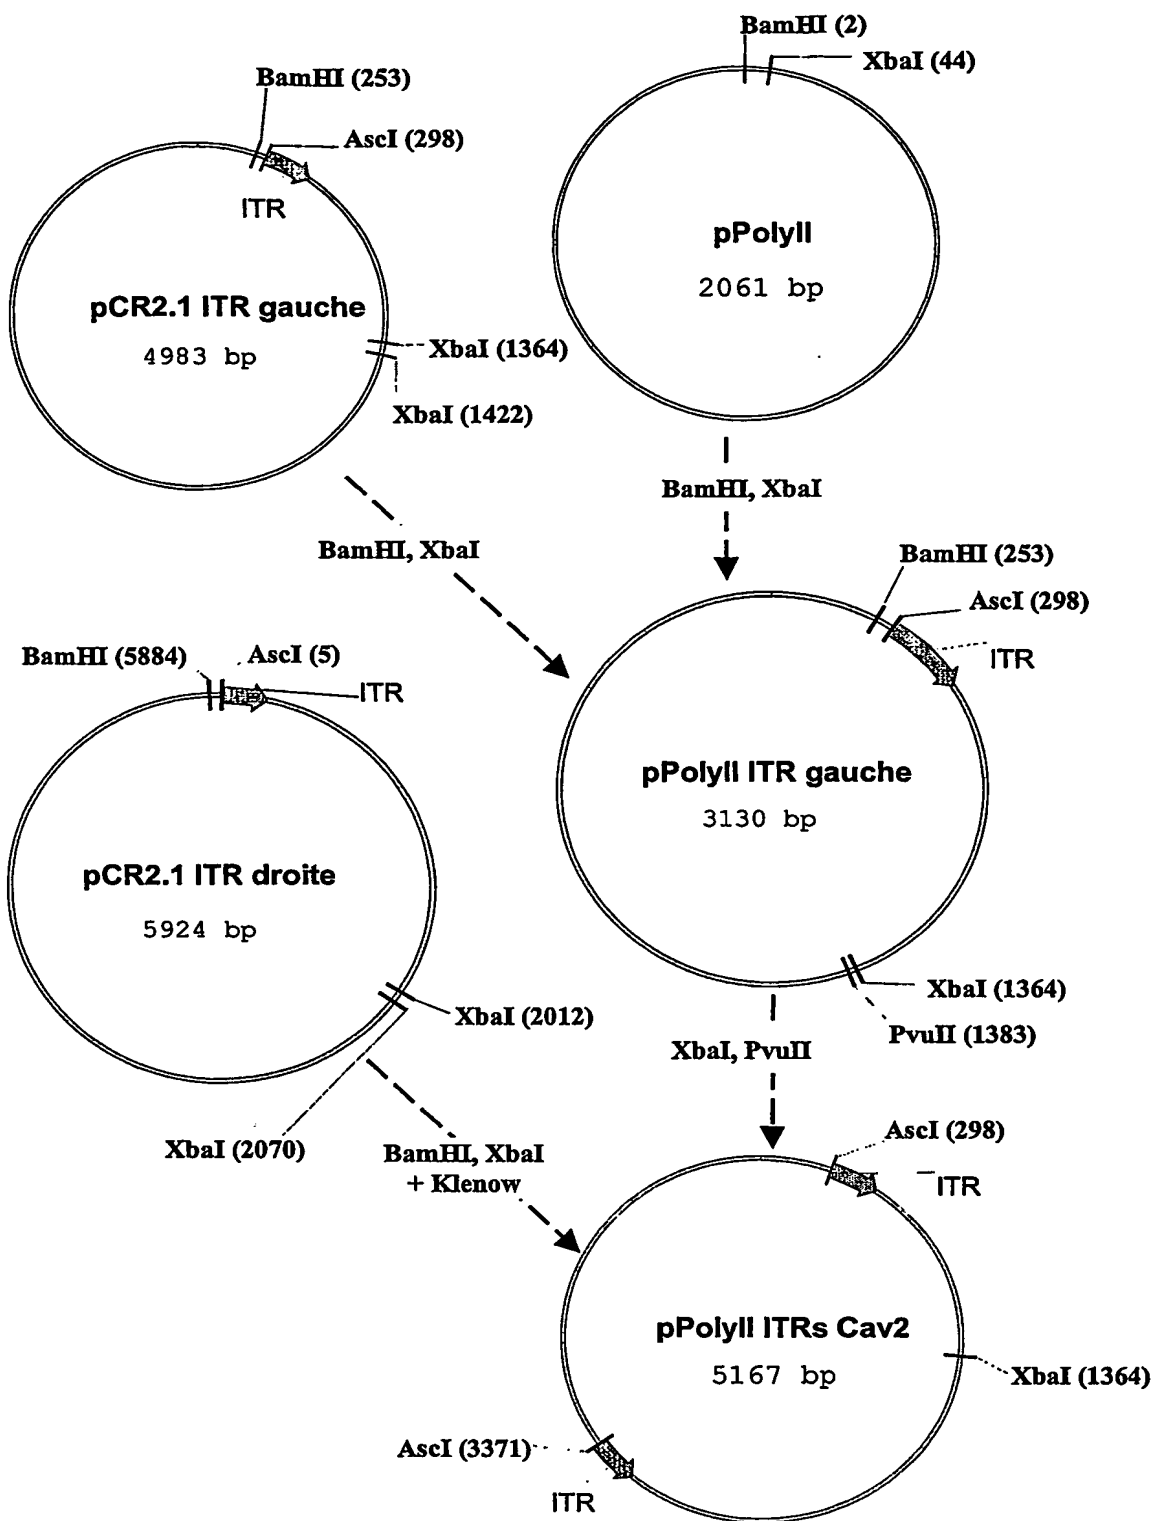 BamHI (2)
XbaI (44)
BamHI (253)
AscI (298)
ITR
pPolyII
2061 bp
pCR2.1 ITR gauche
4983 bp
XbaI (1364)
XbaI (1422)
BamHI, XbaI
BamHI, XbaI
BamHI (253)
AscI (298)
ITR
BamHI (5884)
AscI (5)
ITR
pPolyII ITR gauche
3130 bp
pCR2.1 ITR droite
5924 bp
XbaI (1364)
PvuII (1383)
XbaI (2012)
XbaI, PvuII
XbaI (2070)
BamHI, XbaI
+ Klenow
AscI (298)
ITR
pPolyII ITRs Cav2
5167 bp
XbaI (1364)
AscI (3371)
ITR